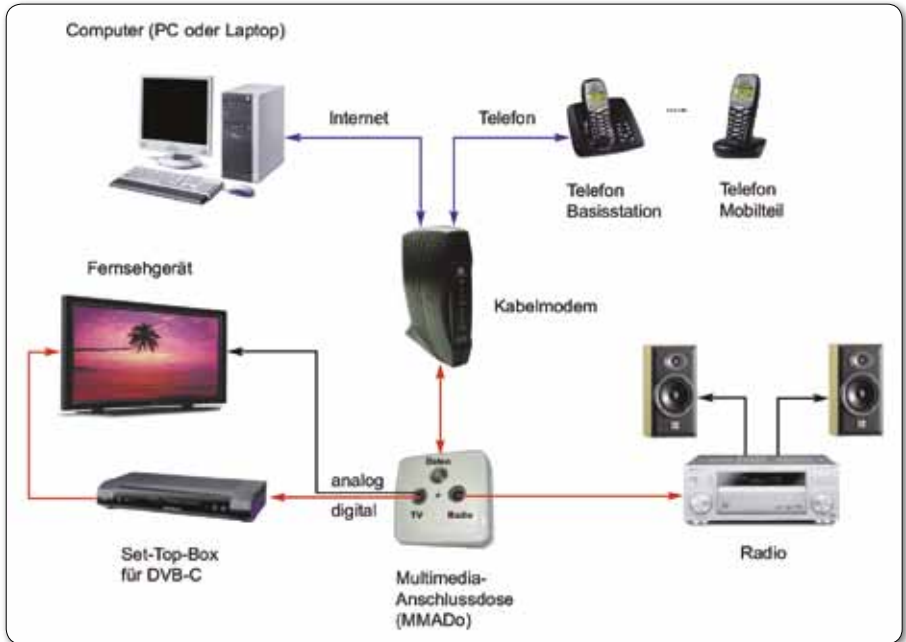 Computer (PC oder Laptop)
Internet
Telefon
Telefon
Basisstation
Telefon
Mobilteil
Fernsehgerät
Kabelmodem
analog
digital
Daten
TV
Radio
Set-Top-Box
für DVB-C
Multimedia-
Anschlussdose
(MMADo)
Radio